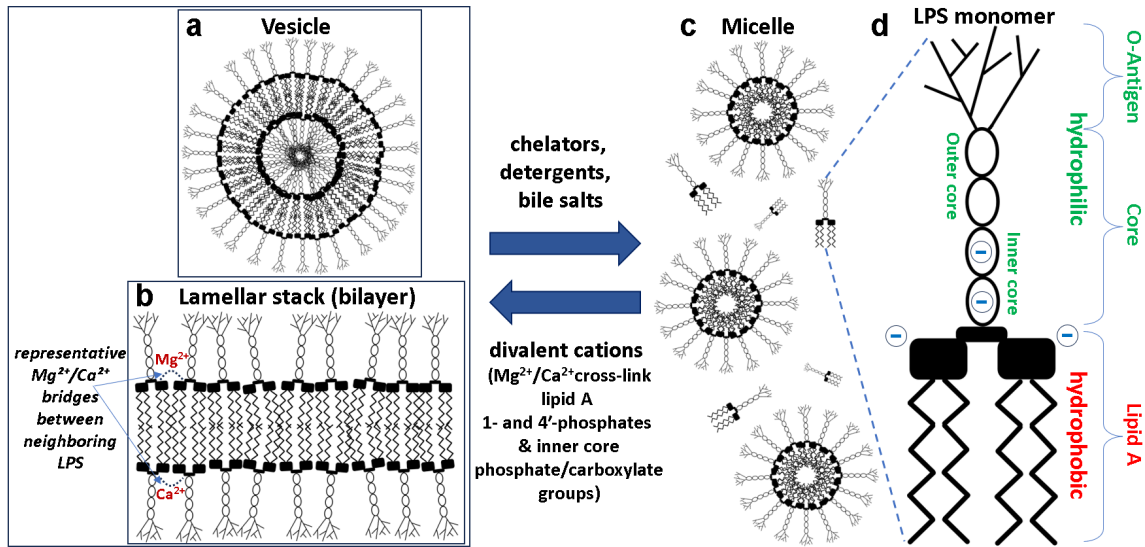 a
Vesicle
b
Lamellar stack (bilayer)
representative
Mg²⁺/Ca²⁺
bridges
between
neighboring
LPS
Mg²⁺
Ca²⁺
chelators,
detergents,
bile salts
divalent cations
(Mg²⁺/Ca²⁺cross-link
lipid A
1- and 4’-phosphates
& inner core
phosphate/carboxylate
groups)
c
Micelle
d
LPS monomer
O-Antigen
hydrophilic
Core
Outer core
Inner core
−
−
−
−
hydrophobic
Lipid A